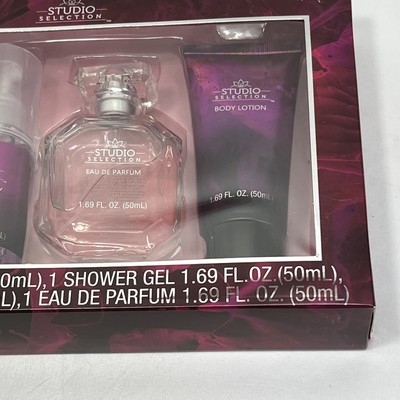 STUDIO
SELECTION
STUDIO
SELECTION
EAU DE PARFUM
1.69 FL. OZ. (50mL)
STUDIO
SELECTION
BODY LOTION
1.69 FL. OZ. (50mL)
0mL),1 SHOWER GEL 1.69 FL.OZ.(50mL),
L),1 EAU DE PARFUM 1.69 FL. OZ. (50mL)